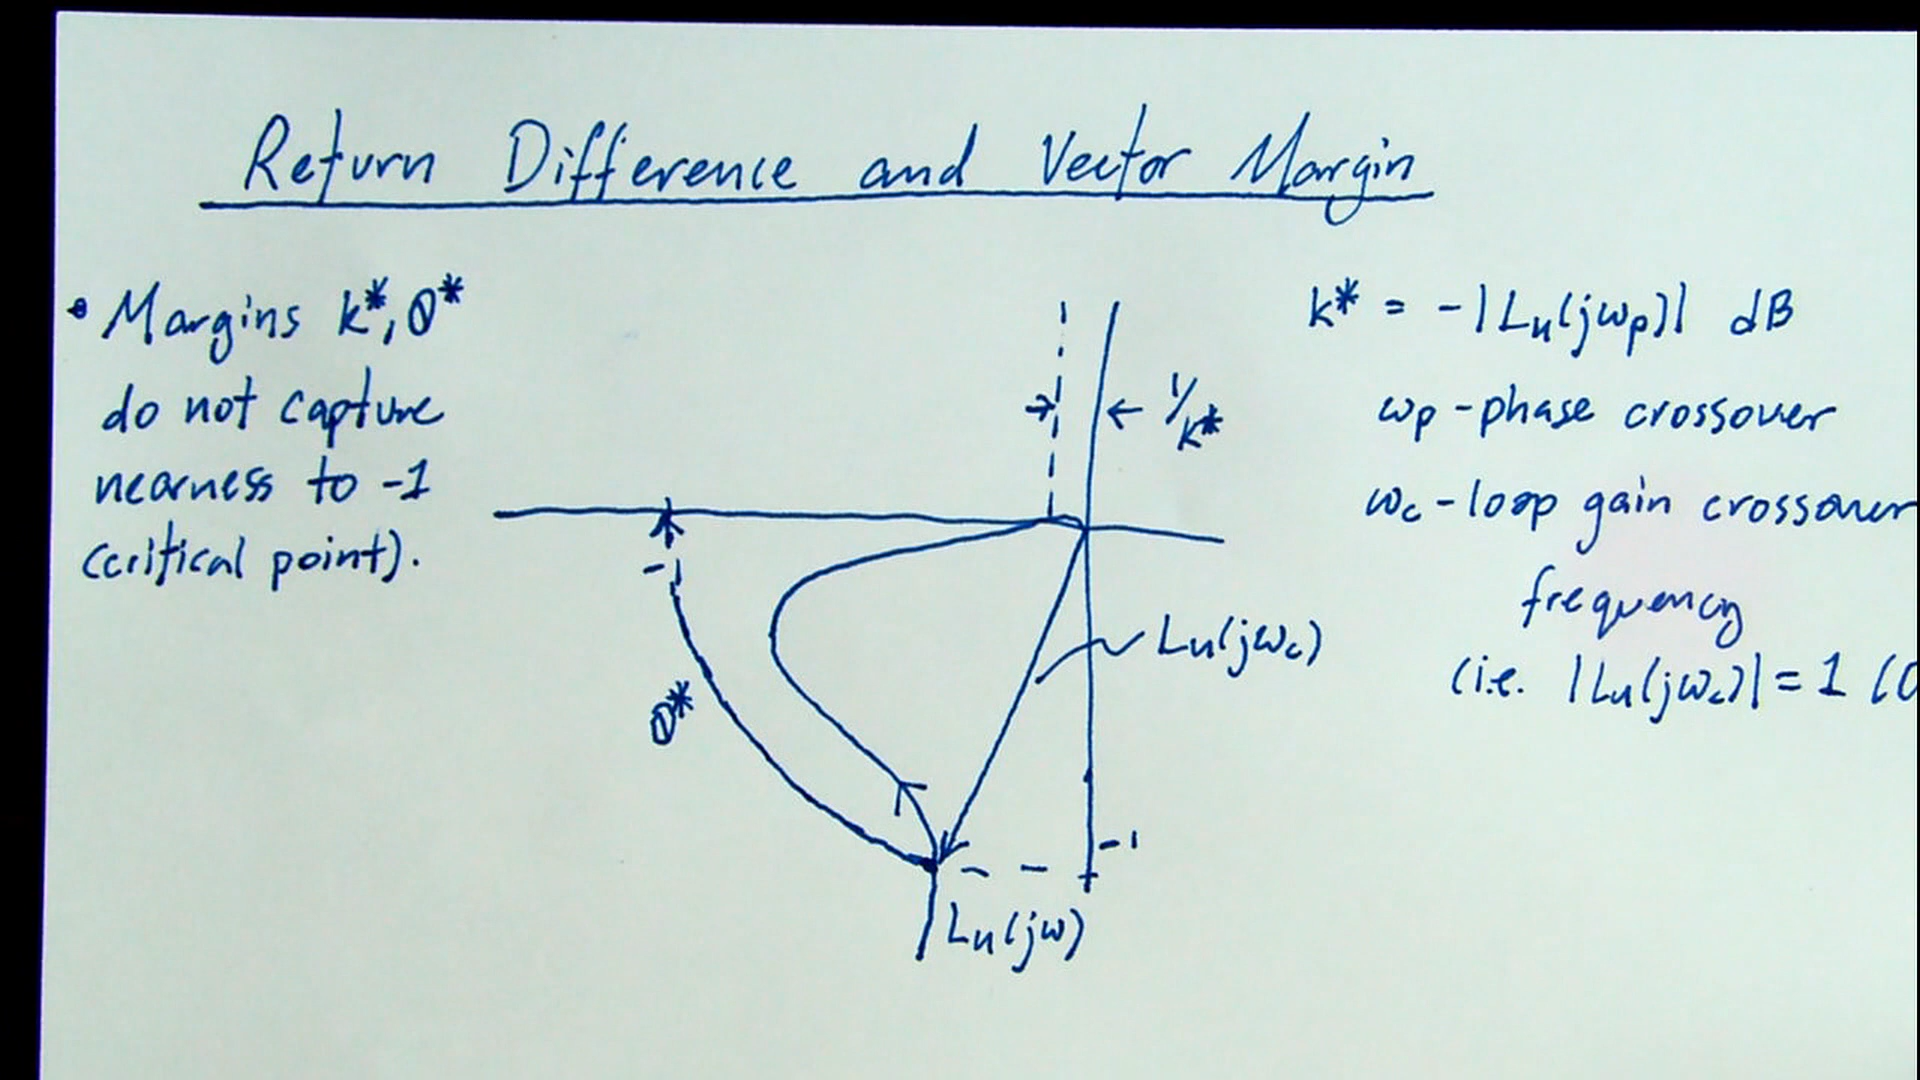 Return Difference and Vector Margin
• Margins k*, θ*
do not capture
nearness to -1
(critical point).
1/k*
-1
θ*
Lu(jωc)
-1
Lu(jω)
k* = -|Lu(jωp)| dB
ωp - phase crossover
ωc - loop gain crossover
frequency
(i.e. |Lu(jωc)| = 1 (0